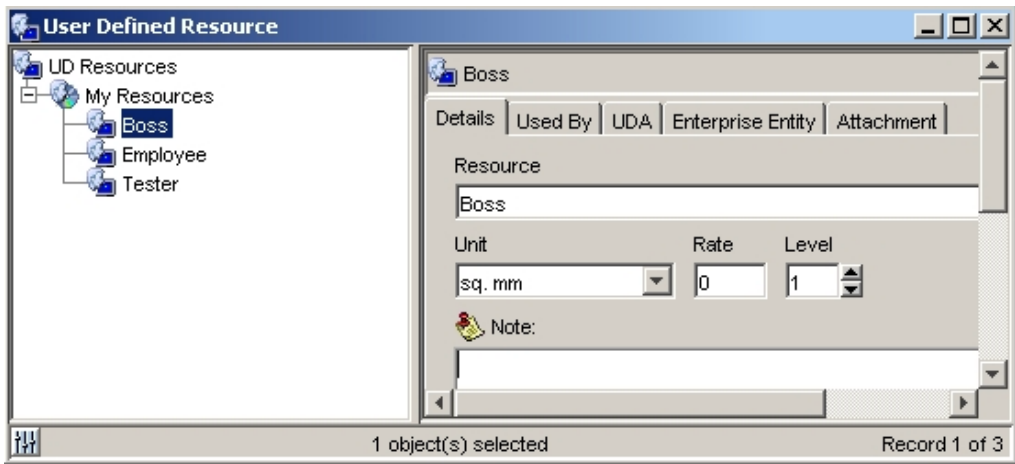 User Defined Resource
UD Resources
My Resources
Boss
Employee
Tester
Boss
Details Used By UDA Enterprise Entity Attachment
Resource
Boss
Unit Rate Level
sq. mm 0 1
Note:
1 object(s) selected Record 1 of 3